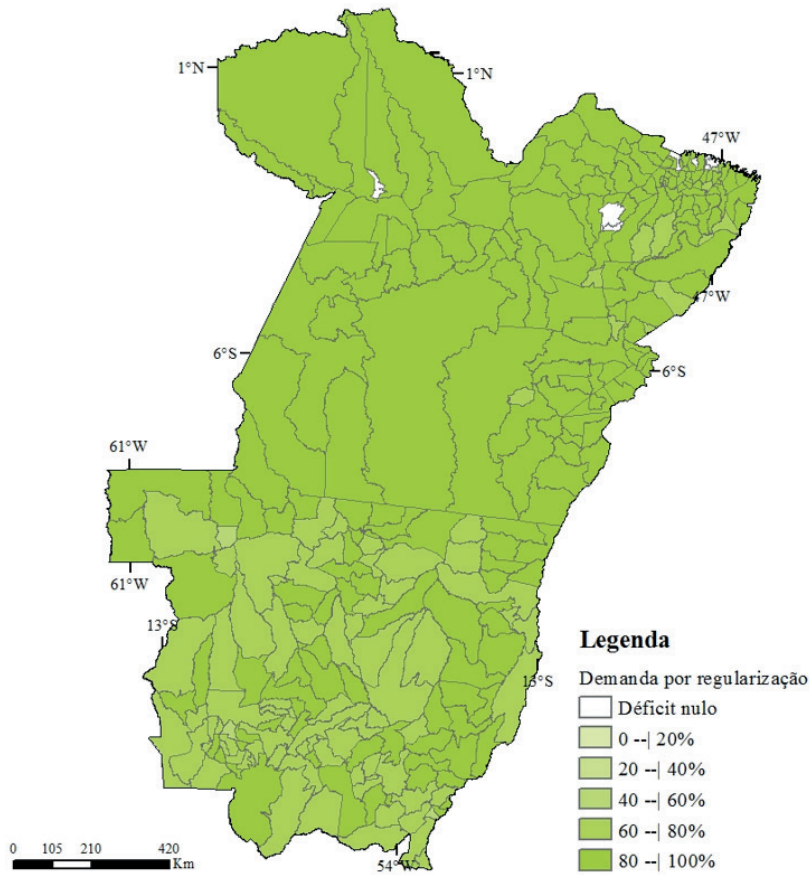 1°N
1°N
47°W
47°W
6°S
6°S
61°W
61°W
13°S
13°S
54°W
Legenda
Demanda por regularização
Déficit nulo
0 --| 20%
20 --| 40%
40 --| 60%
60 --| 80%
80 --| 100%
0 105 210 420
Km